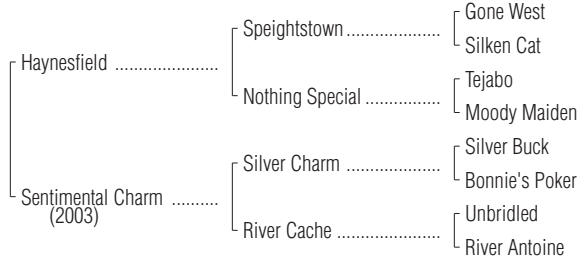 Gone West
Speightstown....................
Silken Cat
Haynesfield ......................
Tejabo
Nothing Special ................
Moody Maiden
Silver Buck
Silver Charm ....................
Bonnie's Poker
Sentimental Charm ..........
(2003)
Unbridled
River Cache ......................
River Antoine